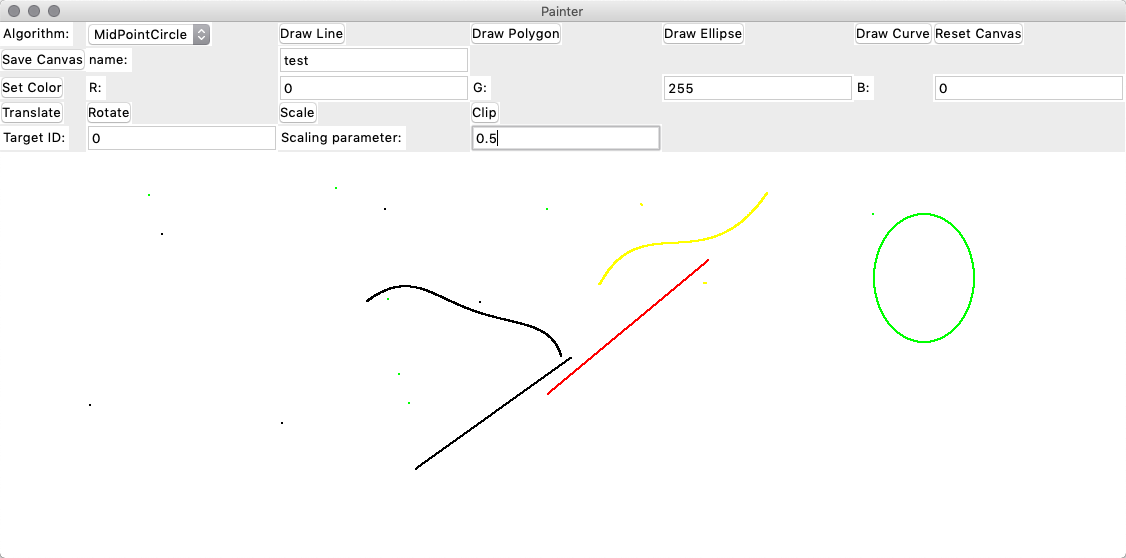 Painter
Algorithm: MidPointCircle Draw Line Draw Polygon Draw Ellipse Draw Curve Reset Canvas
Save Canvas name: test
Set Color R: 0 G: 255 B: 0
Translate Rotate Scale Clip
Target ID: 0 Scaling parameter: 0.5